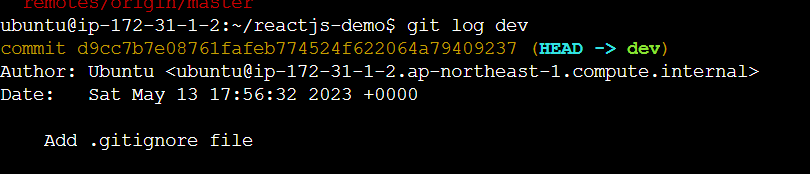 remotes/origin/master
ubuntu@ip-172-31-1-2:~/reactjs-demo$ git log dev
commit d9cc7b7e08761fafeb774524f622064a79409237 (HEAD -> dev)
Author: Ubuntu <ubuntu@ip-172-31-1-2.ap-northeast-1.compute.internal>
Date:   Sat May 13 17:56:32 2023 +0000
Add .gitignore file